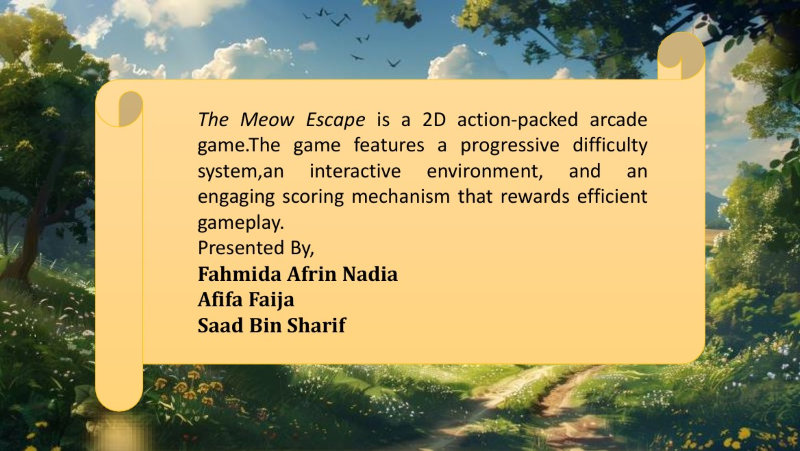 The Meow Escape is a 2D action-packed arcade
game.The game features a progressive difficulty
system,an interactive environment, and an
engaging scoring mechanism that rewards efficient
gameplay.
Presented By,
Fahmida Afrin Nadia
Afifa Faija
Saad Bin Sharif